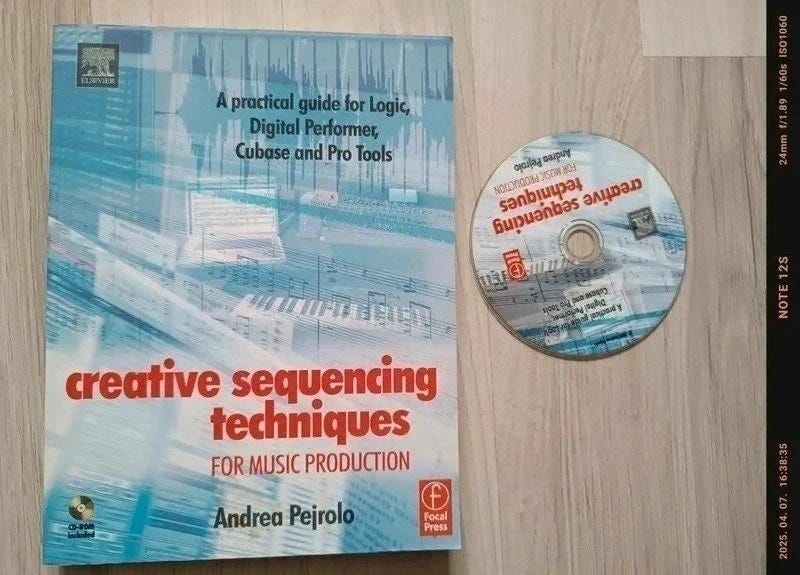 ELSEVIER
A practical guide for Logic,
Digital Performer,
Cubase and Pro Tools
creative sequencing
techniques
FOR MUSIC PRODUCTION
CD-ROM
included
Andrea Pejrolo
Focal
Press
creative sequencing
techniques
FOR MUSIC PRODUCTION
Andrea Pejrolo
Focal
Press
A practical guide for Logic,
Digital Performer,
Cubase and Pro Tools
24mm f/1.89 1/60s ISO1060
NOTE 12S
2025. 04. 07. 16:38:35